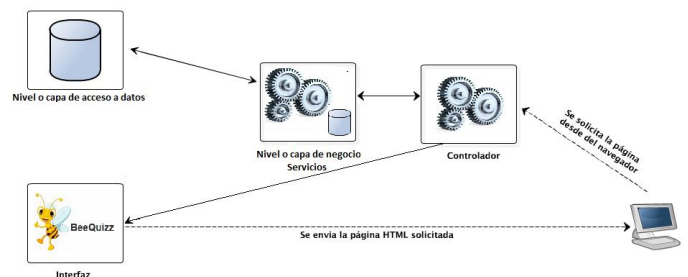 Nivel o capa de acceso a datos
Nivel o capa de negocio
Servicios
Controlador
Se solicita la página
desde del navegador
BeeQuizz
Se envía la página HTML solicitada
Interfaz